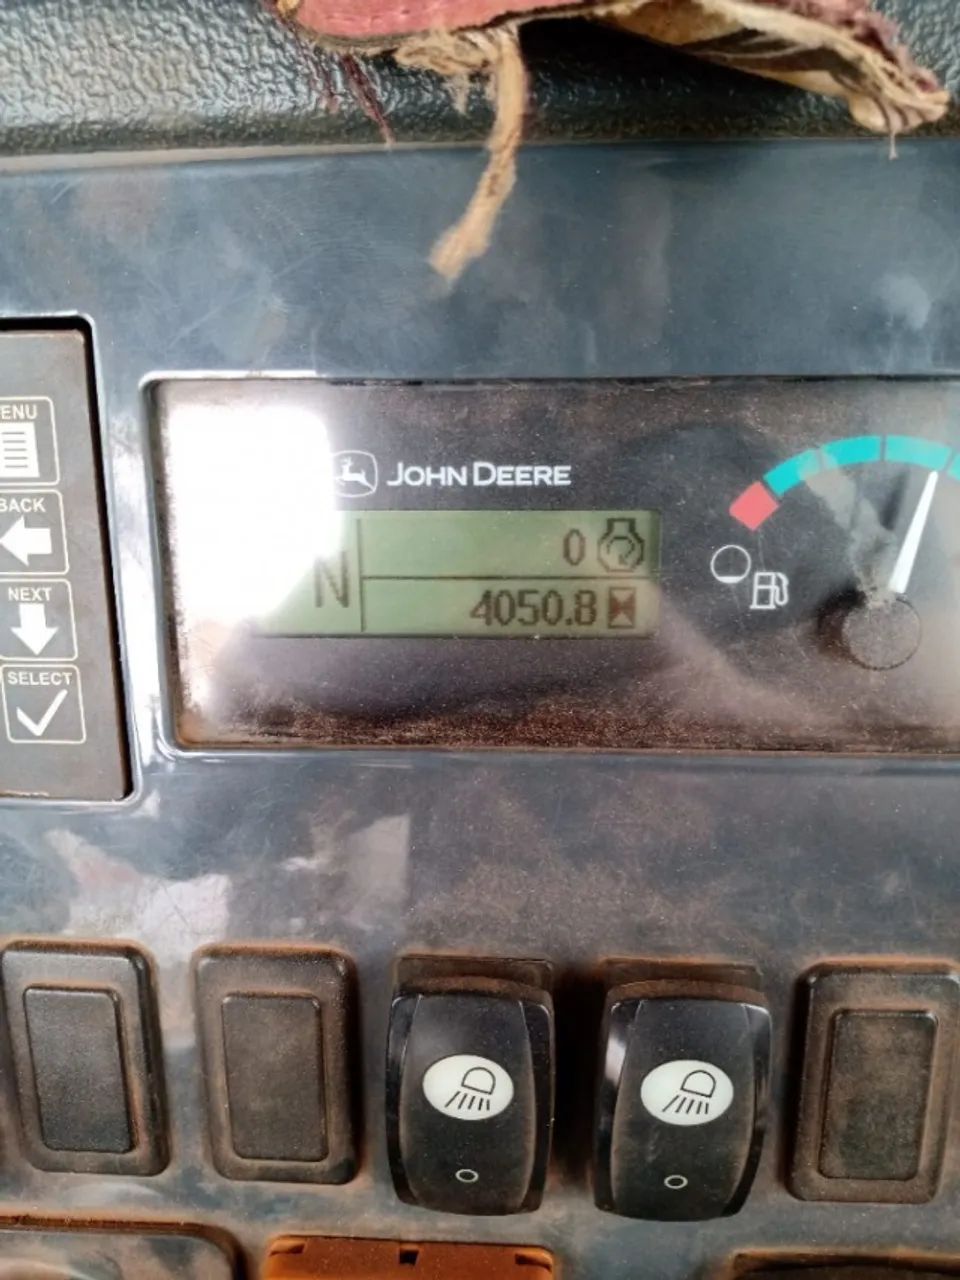 ENU
BACK
NEXT
SELECT
JOHN DEERE
N
0
4050.8